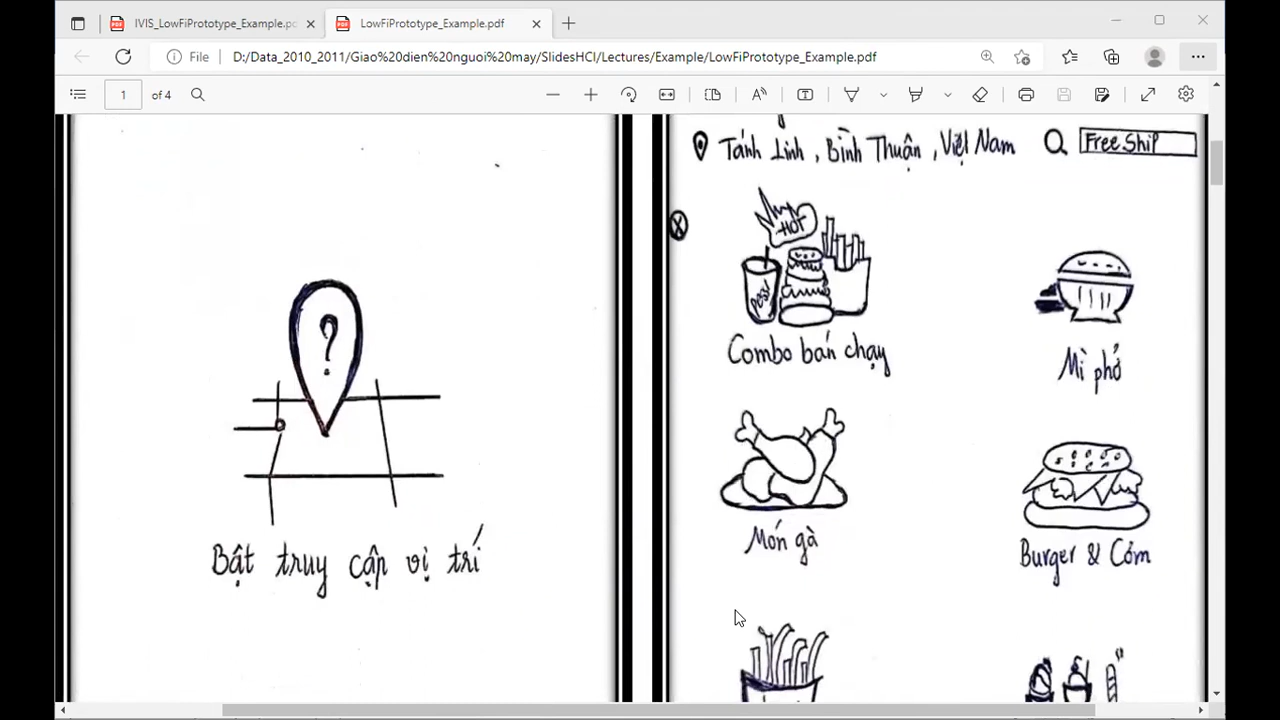 IVIS_LowFiPrototype_Example.pd
LowFiPrototype_Example.pdf
File
D:/Data_2010_2011/Giao%20dien%20nguoi%20may/SlidesHCI/Lectures/Example/LowFiPrototype_Example.pdf
1 of 4
Tánh Linh, Bình Thuận, Việt Nam
Free Ship
HOT
Combo bán chạy
Mì phở
?
Món gà
Burger & Cơm
Bật truy cập vị trí